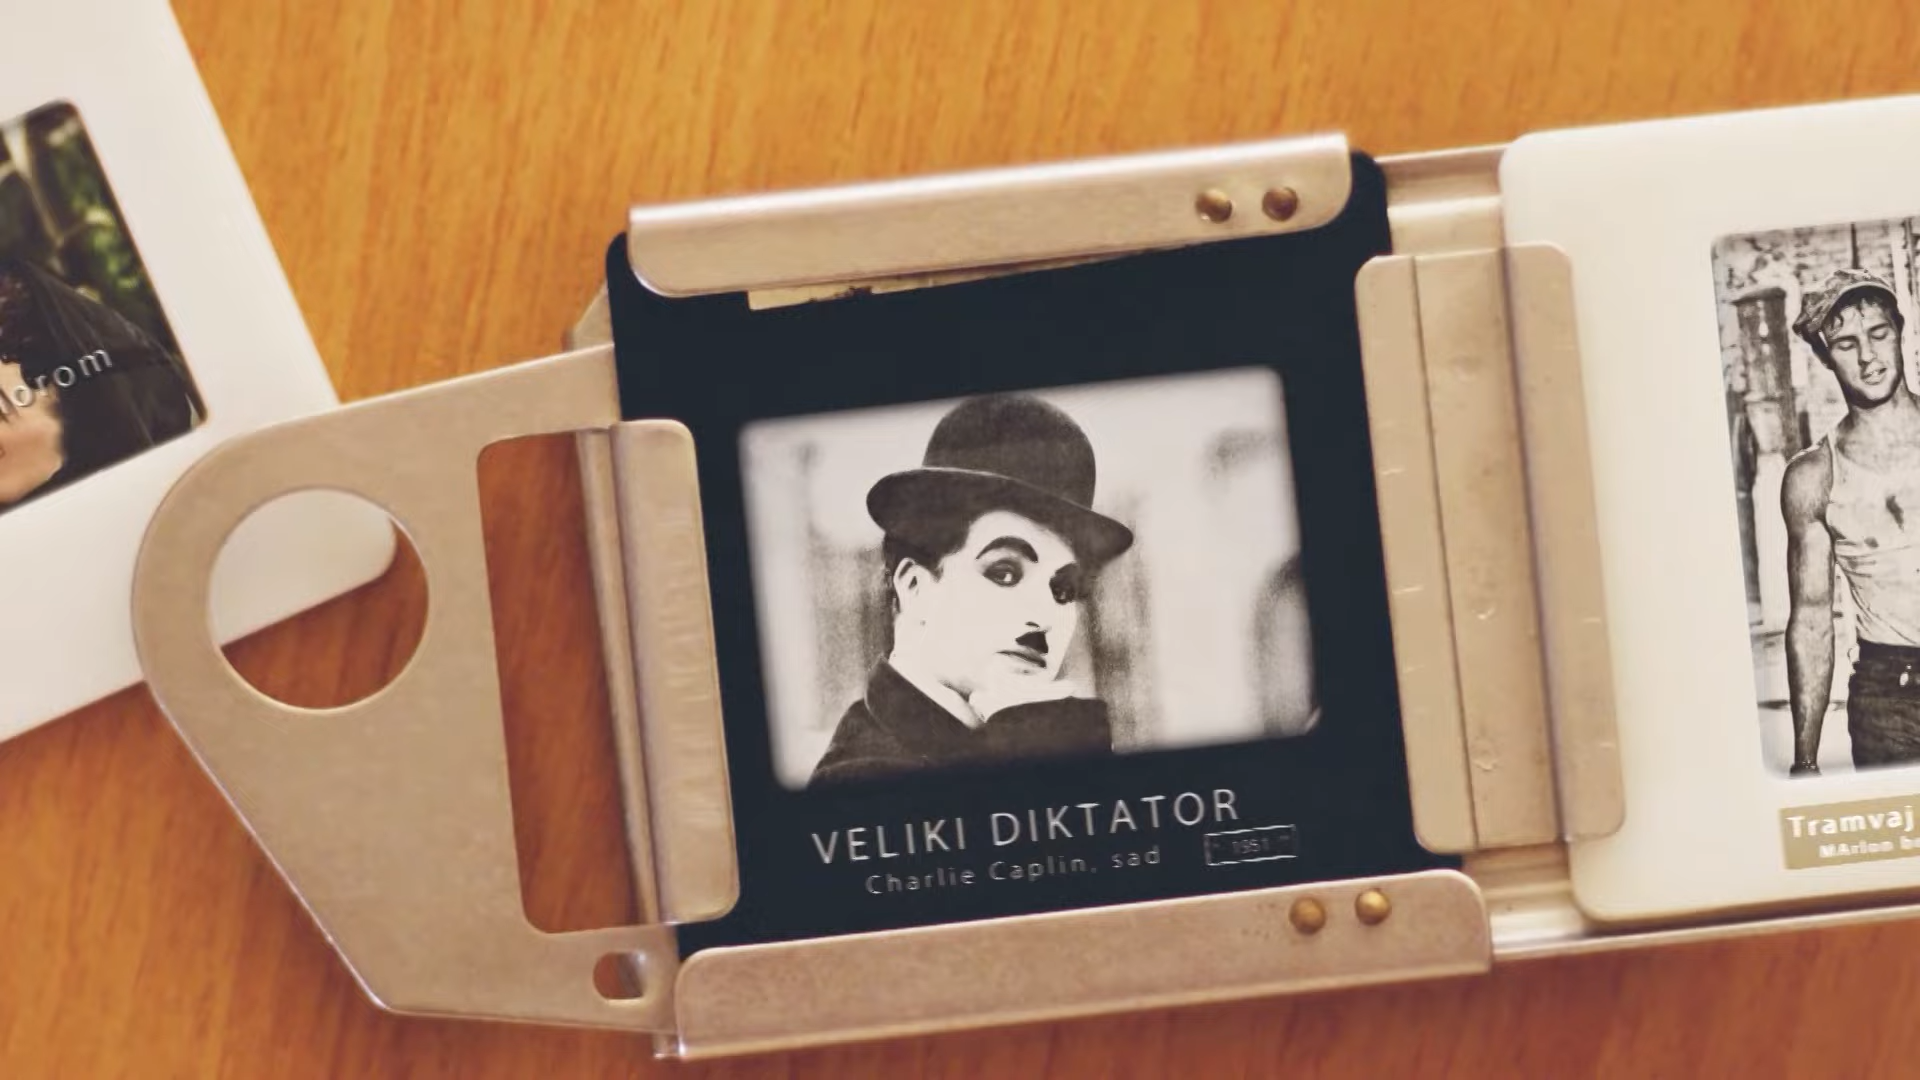 VELIKI DIKTATOR
Charlie Caplin, sad
1951
Tramvaj
MArlon